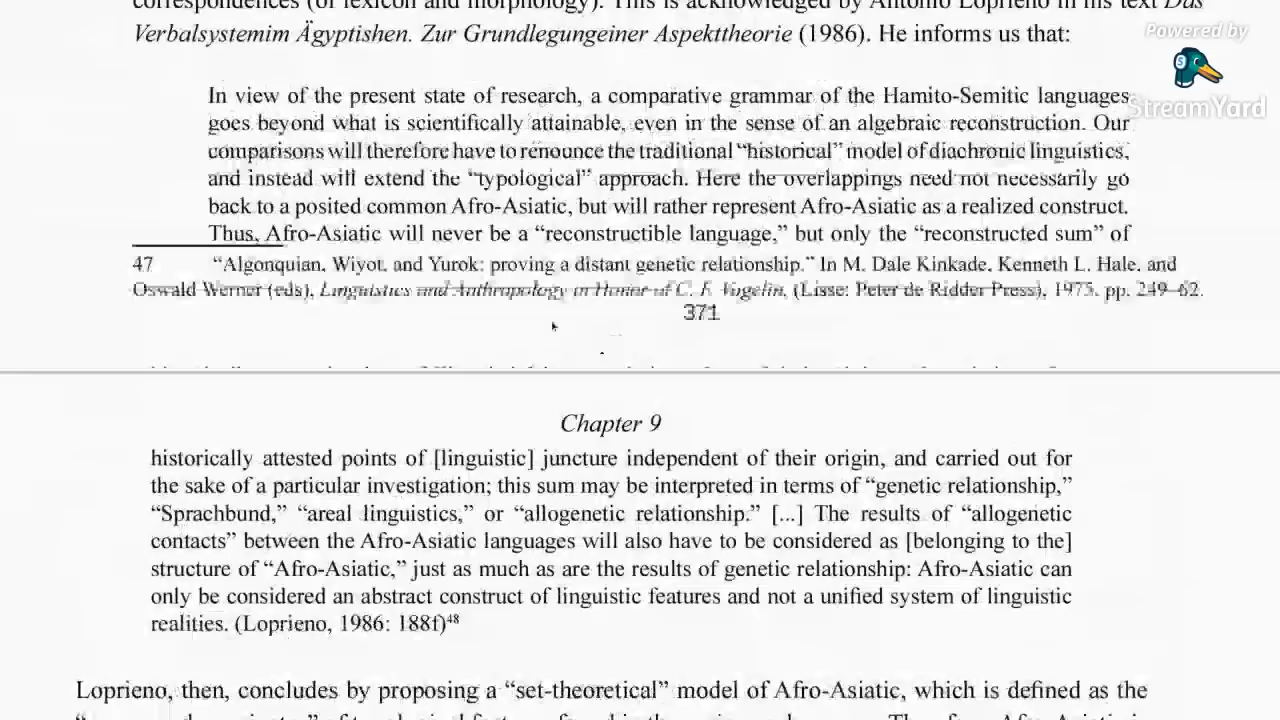 correspondences (of lexicon and morphology). This is acknowledged by Antonio Loprieno in his text Das
Verbalsystemim Ägyptishen. Zur Grundlegungeiner Aspekttheorie (1986). He informs us that:
Powered by
StreamYard
In view of the present state of research, a comparative grammar of the Hamito-Semitic languages
goes beyond what is scientifically attainable, even in the sense of an algebraic reconstruction. Our
comparisons will therefore have to renounce the traditional “historical” model of diachronic linguistics,
and instead will extend the “typological” approach. Here the overlappings need not necessarily go
back to a posited common Afro-Asiatic, but will rather represent Afro-Asiatic as a realized construct.
Thus, Afro-Asiatic will never be a “reconstructible language,” but only the “reconstructed sum” of
47 “Algonquian, Wiyot, and Yurok: proving a distant genetic relationship.” In M. Dale Kinkade, Kenneth L. Hale, and
Oswald Werner (eds), Linguistics and Anthropology in Honor of C. F. Vogelin, (Lisse: Peter de Ridder Press), 1975. pp. 249–62.
371
Chapter 9
historically attested points of [linguistic] juncture independent of their origin, and carried out for
the sake of a particular investigation; this sum may be interpreted in terms of “genetic relationship,”
“Sprachbund,” “areal linguistics,” or “allogenetic relationship.” [...] The results of “allogenetic
contacts” between the Afro-Asiatic languages will also have to be considered as [belonging to the]
structure of “Afro-Asiatic,” just as much as are the results of genetic relationship: Afro-Asiatic can
only be considered an abstract construct of linguistic features and not a unified system of linguistic
realities. (Loprieno, 1986: 188f)48
Loprieno, then, concludes by proposing a “set-theoretical” model of Afro-Asiatic, which is defined as the